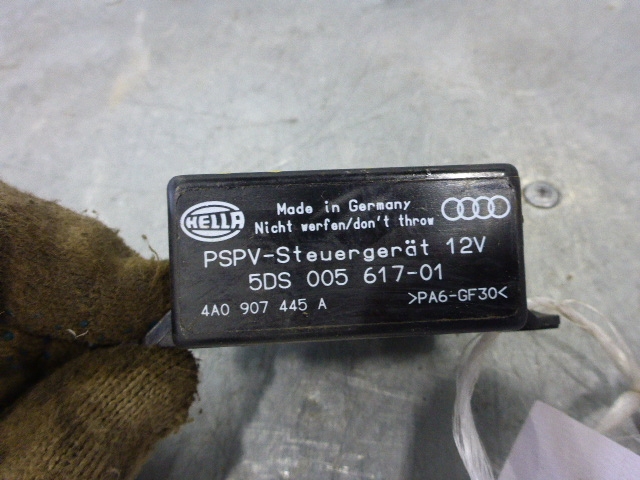 HELLA
Made in Germany
Nicht werfen/don't throw
PSPV-Steuergerät 12V
5DS 005 617-01
4A0 907 445 A >PA6-GF30<